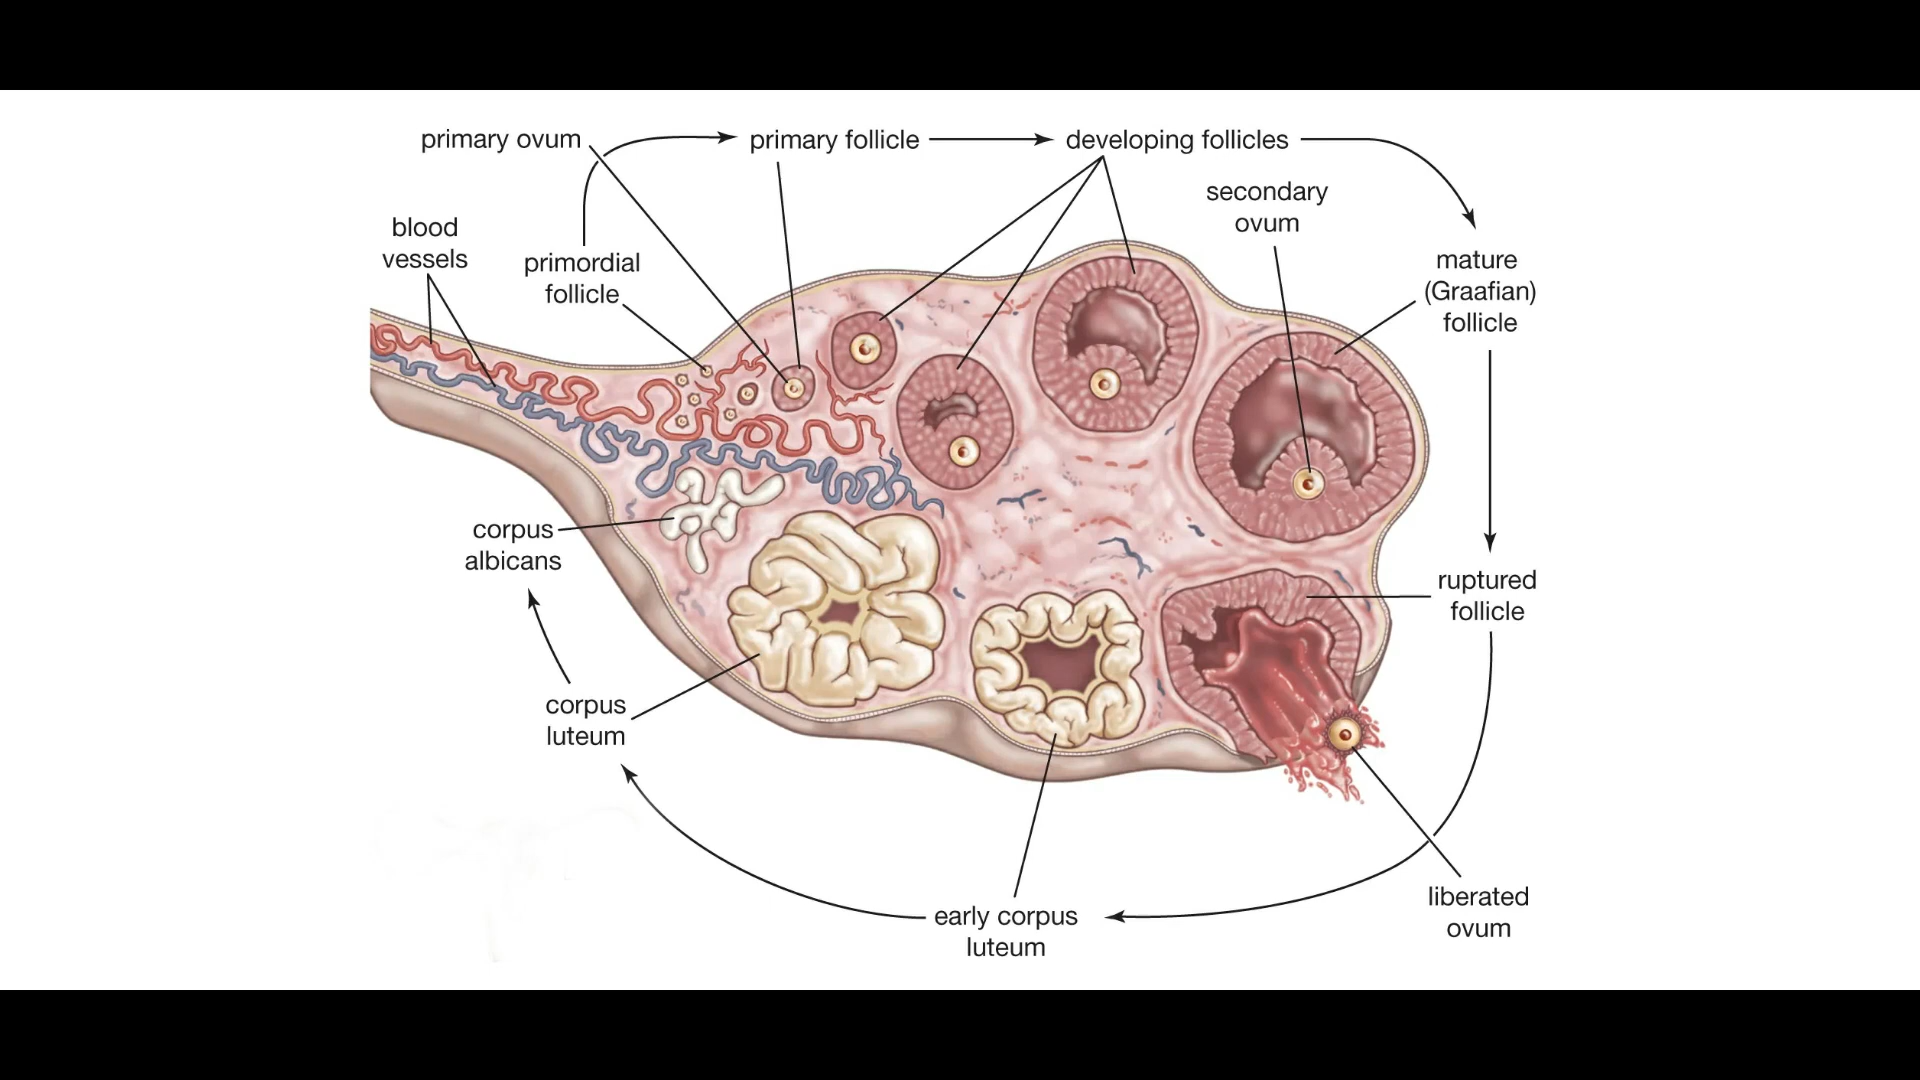 primary ovum
primary follicle
developing follicles
secondary
ovum
blood
vessels
primordial
follicle
mature
(Graafian)
follicle
corpus
albicans
ruptured
follicle
corpus
luteum
liberated
ovum
early corpus
luteum